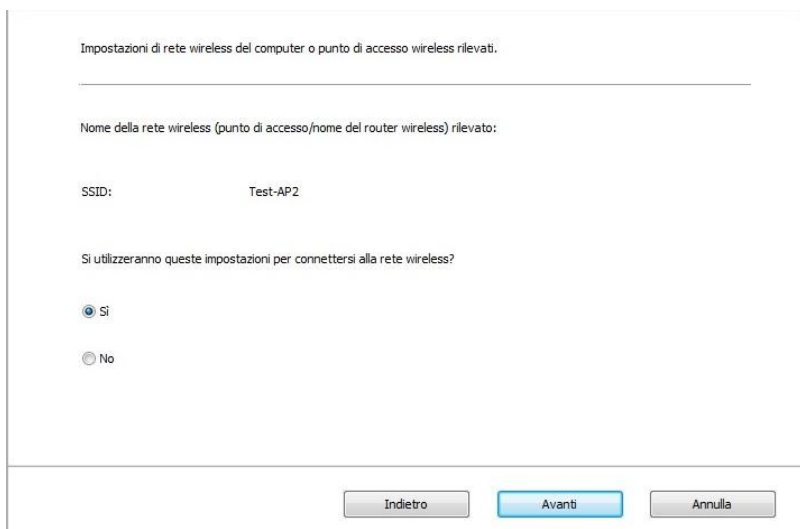 Impostazioni di rete wireless del computer o punto di accesso wireless rilevati.
Nome della rete wireless (punto di accesso/nome del router wireless) rilevato:
SSID: Test-AP2
Si utilizzeranno queste impostazioni per connettersi alla rete wireless?
Sì
No
Indietro Avanti Annulla